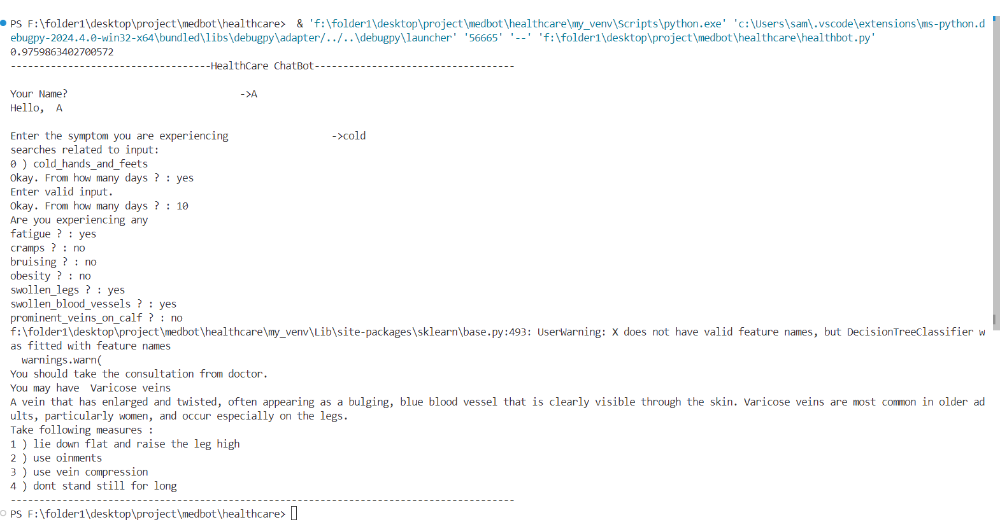 PS F:\folder1\desktop\project\medbot\healthcare>  & 'f:\folder1\desktop\project\medbot\healthcare\my_venv\Scripts\python.exe' 'c:\Users\sam\.vscode\extensions\ms-python.d
ebugpy-2024.4.0-win32-x64\bundled\libs\debugpy\adapter/../..\debugpy\launcher' '56665' '--' 'f:\folder1\desktop\project\medbot\healthcare\healthbot.py'
0.9759863402700572
-----------------------------------HealthCare ChatBot-----------------------------------
Your Name?                              ->A
Hello,  A
Enter the symptom you are experiencing                  ->cold
searches related to input:
0 ) cold_hands_and_feets
Okay. From how many days ? : yes
Enter valid input.
Okay. From how many days ? : 10
Are you experiencing any
fatigue ? : yes
cramps ? : no
bruising ? : no
obesity ? : no
swollen_legs ? : yes
swollen_blood_vessels ? : yes
prominent_veins_on_calf ? : no
f:\folder1\desktop\project\medbot\healthcare\my_venv\Lib\site-packages\sklearn\base.py:493: UserWarning: X does not have valid feature names, but DecisionTreeClassifier w
as fitted with feature names
  warnings.warn(
You should take the consultation from doctor.
You may have  Varicose veins
A vein that has enlarged and twisted, often appearing as a bulging, blue blood vessel that is clearly visible through the skin. Varicose veins are most common in older ad
ults, particularly women, and occur especially on the legs.
Take following measures :
1 ) lie down flat and raise the leg high
2 ) use oinments
3 ) use vein compression
4 ) dont stand still for long
----------------------------------------------------------------------------------------
PS F:\folder1\desktop\project\medbot\healthcare>